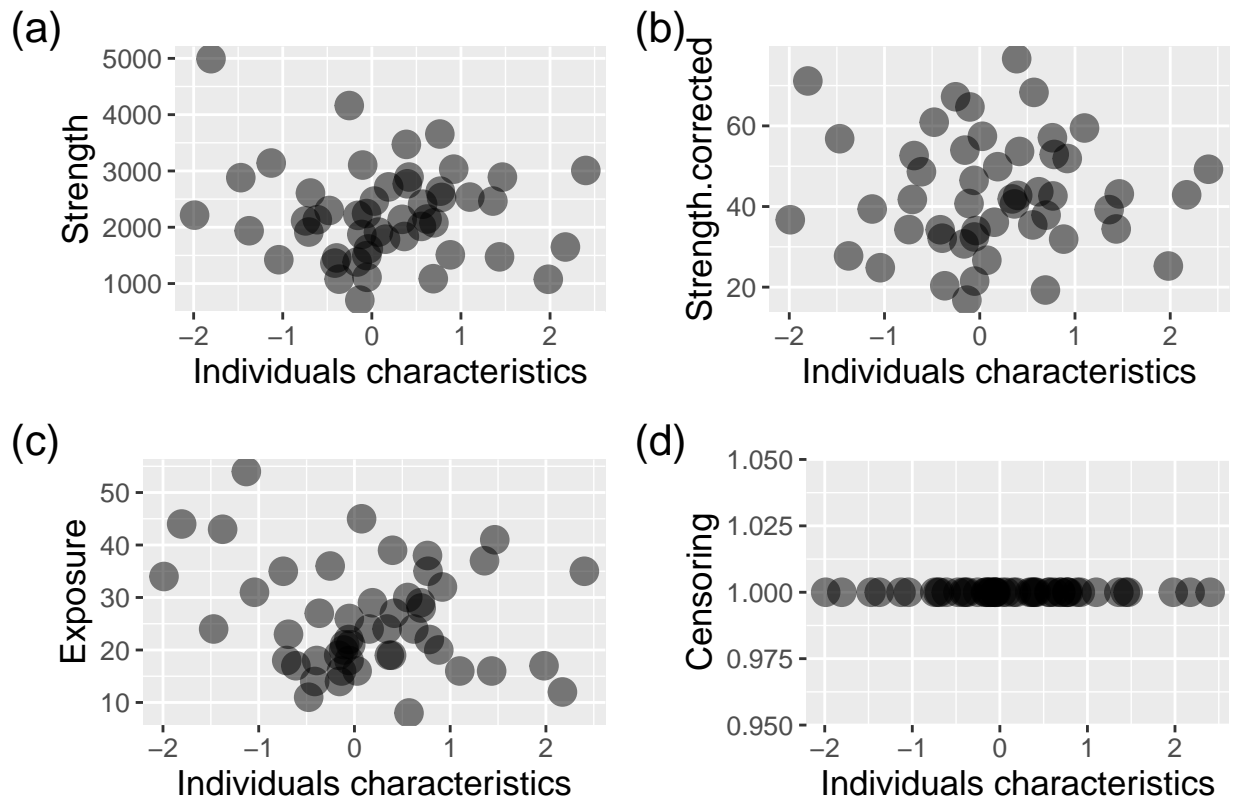 (a)
Strength
5000
4000
3000
2000
1000
−2 −1 0 1 2
Individuals characteristics
(b)
Strength.corrected
60
40
20
−2 −1 0 1 2
Individuals characteristics
(c)
Exposure
50
40
30
20
10
−2 −1 0 1 2
Individuals characteristics
(d)
Censoring
1.050
1.025
1.000
0.975
0.950
−2 −1 0 1 2
Individuals characteristics